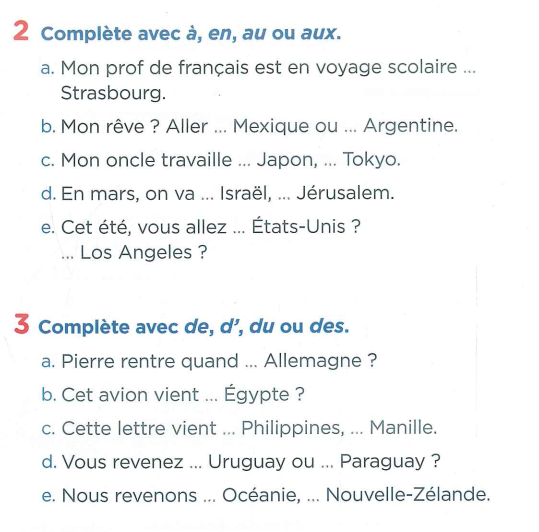 2 Complète avec à, en, au ou aux.
a. Mon prof de français est en voyage scolaire ...
Strasbourg.
b. Mon rêve ? Aller ... Mexique ou ... Argentine.
c. Mon oncle travaille ... Japon, ... Tokyo.
d. En mars, on va ... Israël, ... Jérusalem.
e. Cet été, vous allez ... États-Unis ?
... Los Angeles ?
3 Complète avec de, d', du ou des.
a. Pierre rentre quand ... Allemagne ?
b. Cet avion vient ... Égypte ?
c. Cette lettre vient ... Philippines, ... Manille.
d. Vous revenez ... Uruguay ou ... Paraguay ?
e. Nous revenons ... Océanie, ... Nouvelle-Zélande.